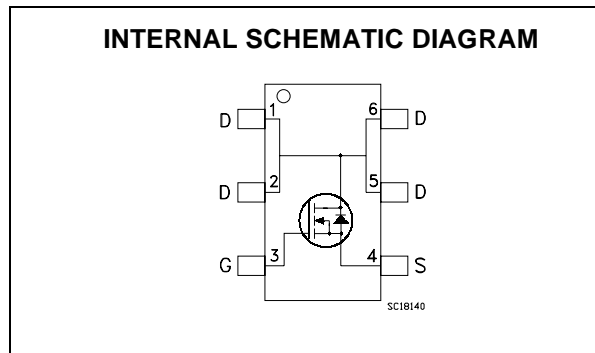 INTERNAL SCHEMATIC DIAGRAM
D 1 6 D
D 2 5 D
G 3 4 S
SC18140